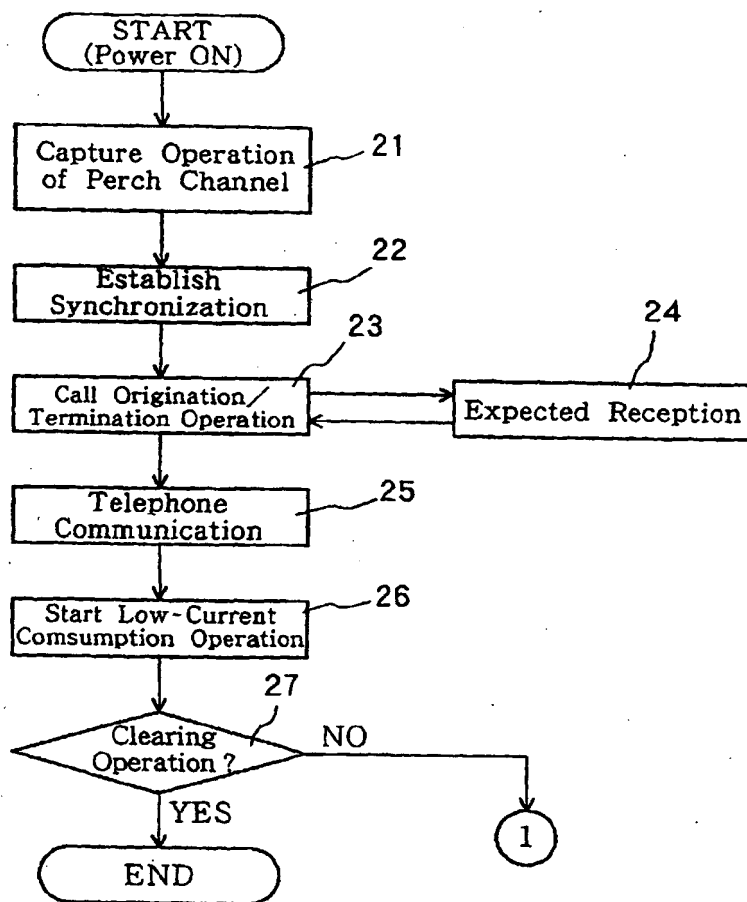 START
(Power ON)
Capture Operation
of Perch Channel
21
Establish
Synchronization
22
Call Origination/
Termination Operation
23
Expected Reception
24
Telephone
Communication
25
Start Low-Current
Comsumption Operation
26
Clearing
Operation?
27
NO
YES
1
END